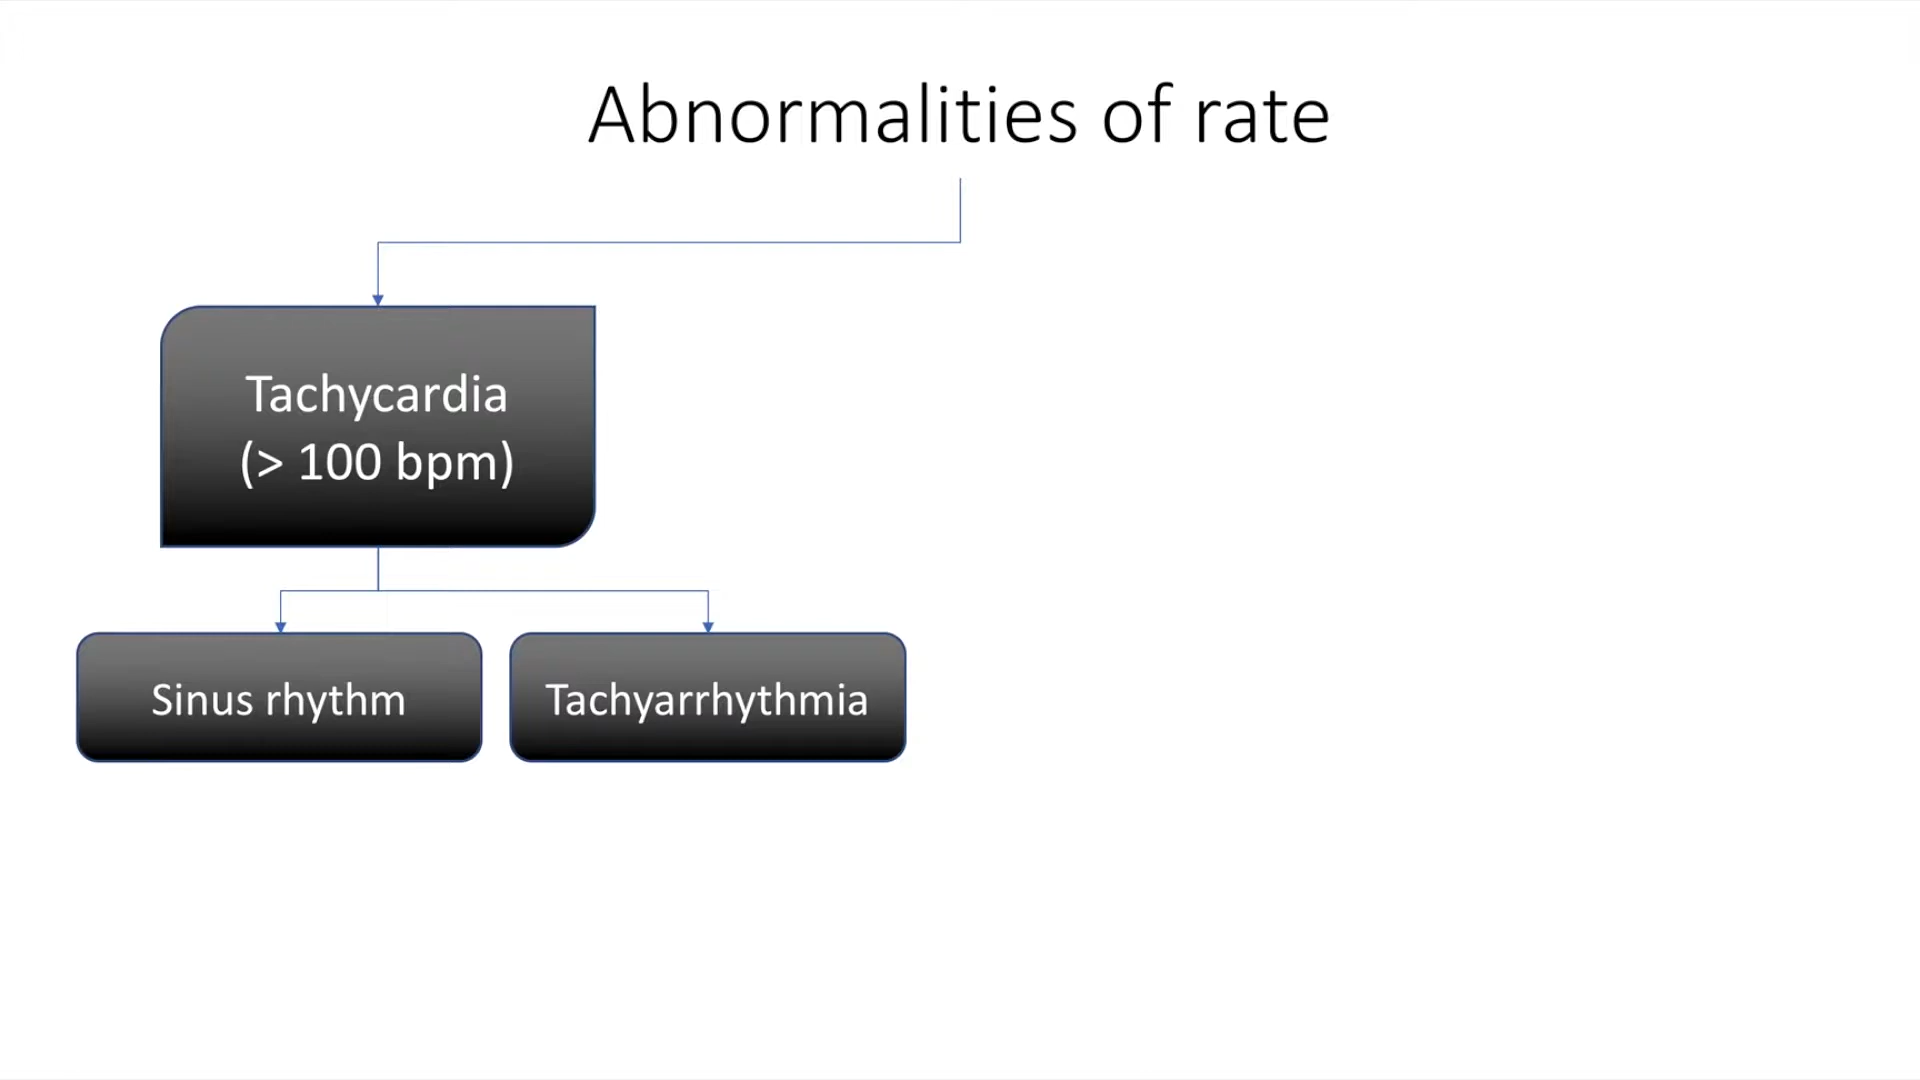 Abnormalities of rate
Tachycardia
(> 100 bpm)
Sinus rhythm
Tachyarrhythmia